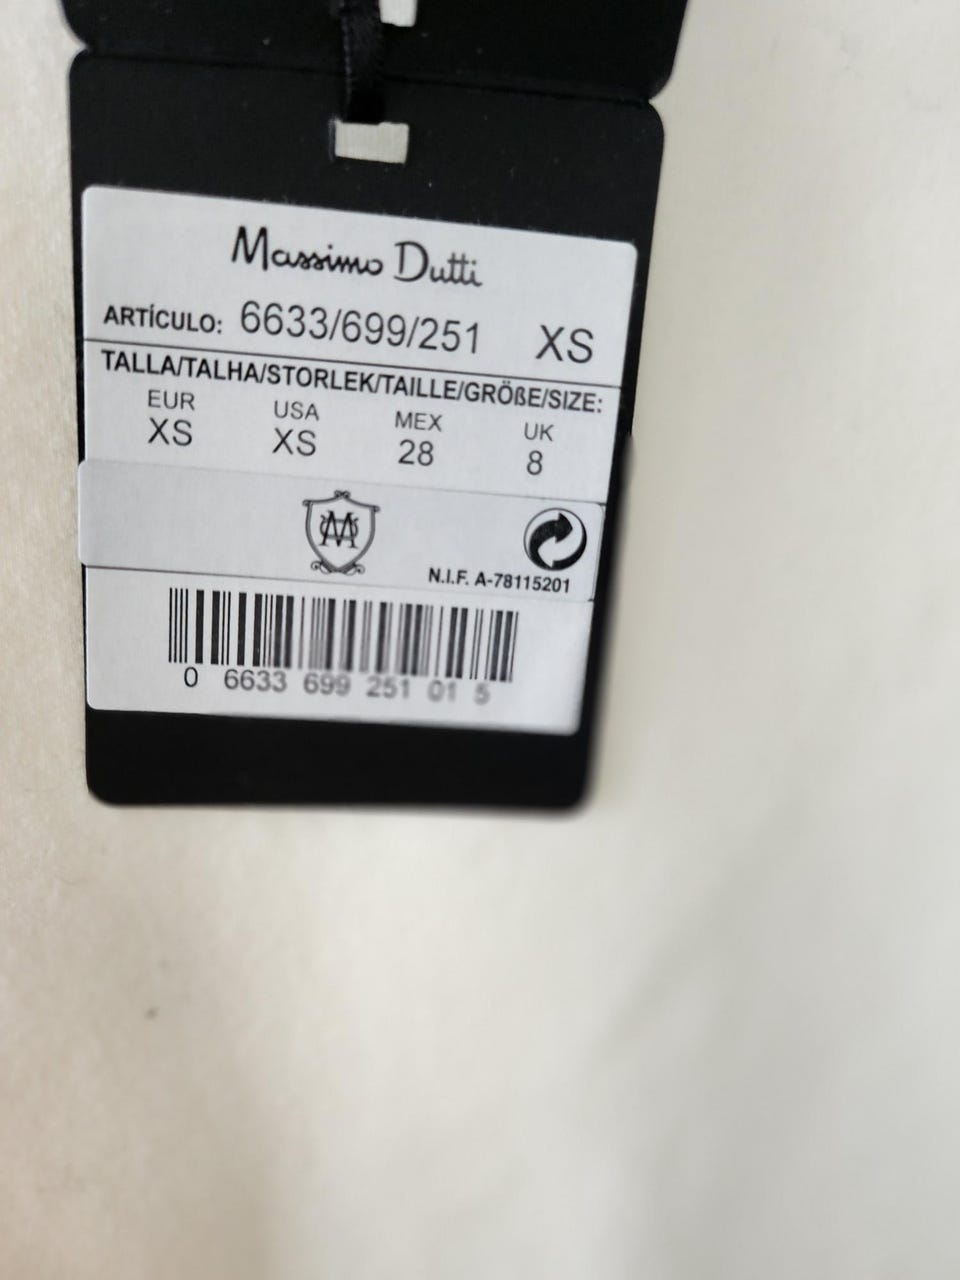 Massimo Dutti
ARTÍCULO: 6633/699/251 XS
TALLA/TALHA/STORLEK/TAILLE/GRÖßE/SIZE:
EUR USA MEX UK
XS XS 28 8
N.I.F. A-78115201
0 6633 699 251 01 5